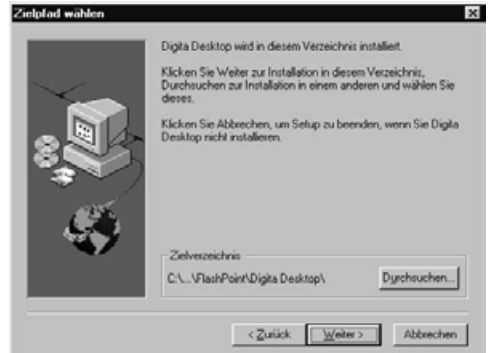 Zielpfad wählen
Digita Desktop wird in diesem Verzeichnis installiert.
Klicken Sie Weiter zur Installation in diesem Verzeichnis,
Durchsuchen zur Installation in einem anderen und wählen Sie
dieses.
Klicken Sie Abbrechen, um Setup zu beenden, wenn Sie Digita
Desktop nicht installieren.
Zielverzeichnis
C:\...\FlashPoint\Digita Desktop\
Durchsuchen...
< Zurück
Weiter >
Abbrechen